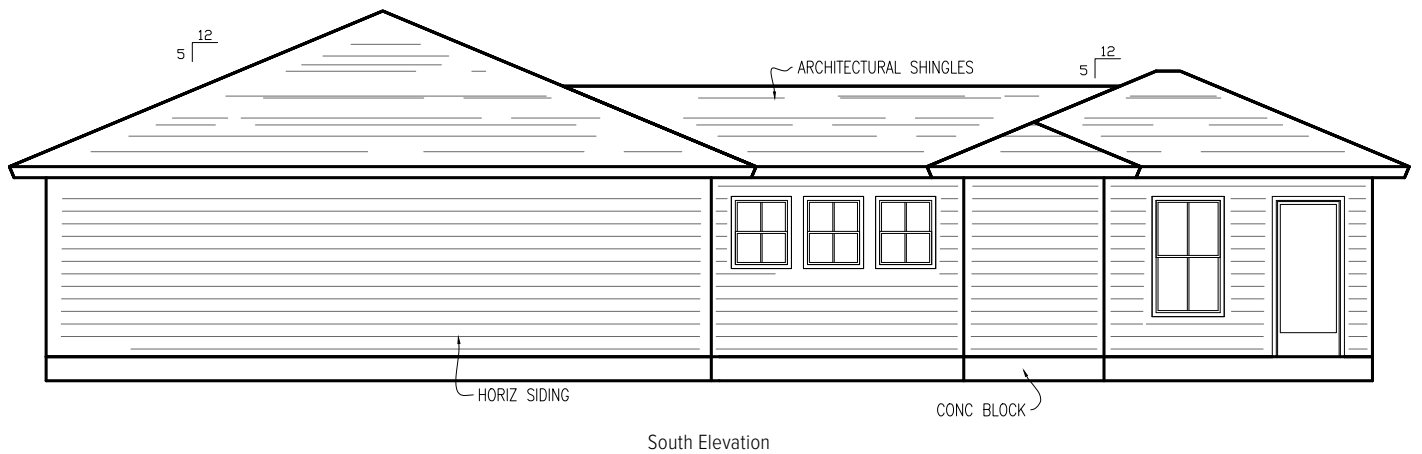 12
5
ARCHITECTURAL SHINGLES
12
5
HORIZ SIDING
CONC BLOCK
South Elevation